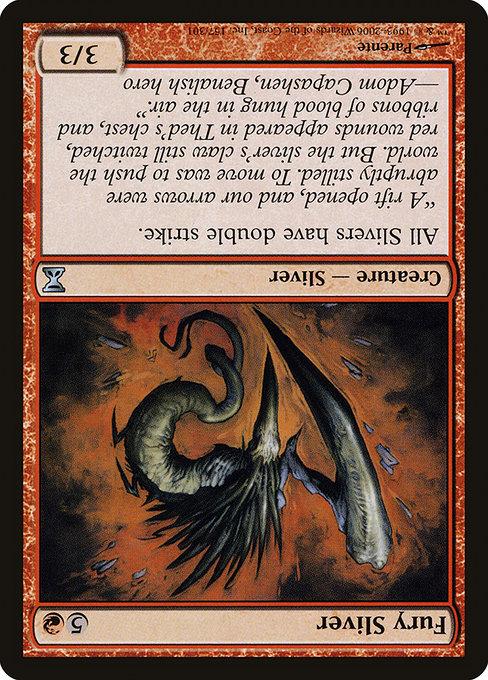 Fury Sliver
5
Creature — Sliver
All Slivers have double strike.
"A rift opened, and our arrows were
abruptly stilled. To move was to push the
world. But the sliver's claw still twitched,
red wounds appeared in Thed's chest, and
ribbons of blood hung in the air."
—Adom Capashen, Benalish hero
3/3
Parente
™ & © 1993-2006 Wizards of the Coast, Inc. 157/301